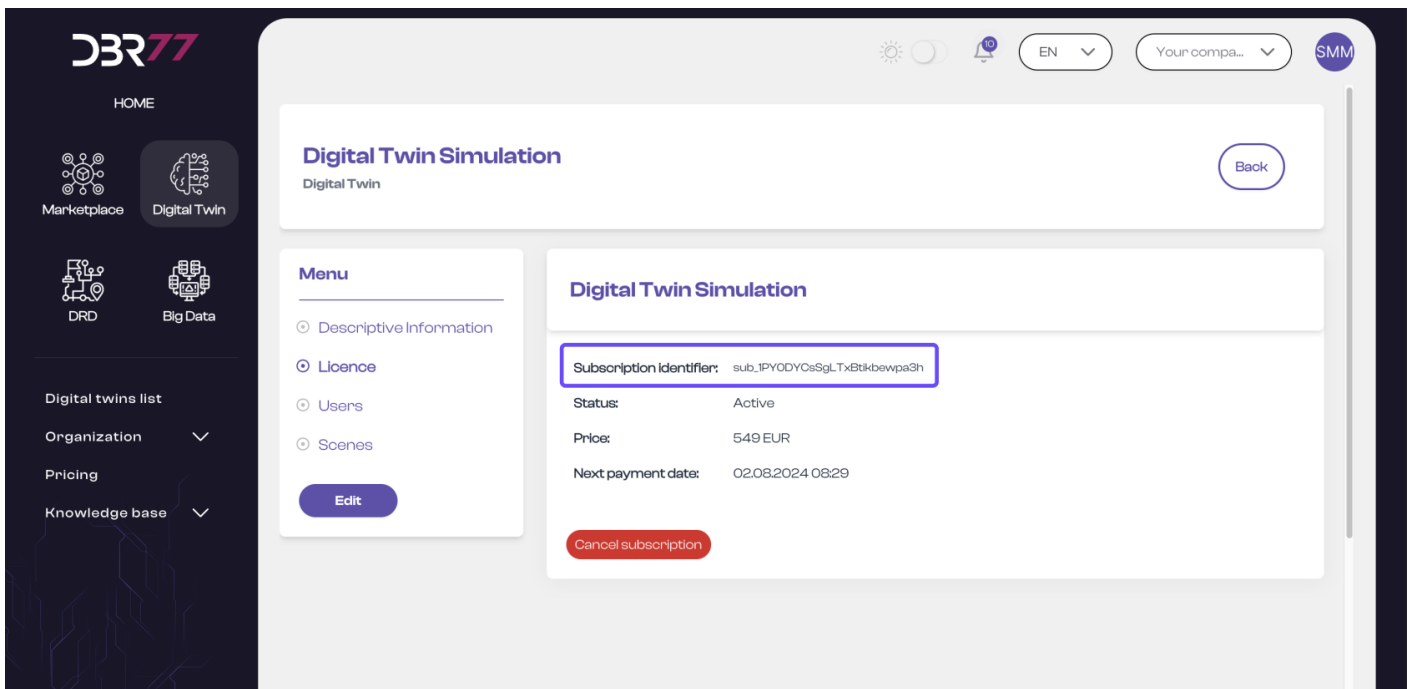 DBR77
HOME
Marketplace
Digital Twin
DRD
Big Data
Digital twins list
Organization
Pricing
Knowledge base
10
EN
Your compa...
SMM
Digital Twin Simulation
Digital Twin
Back
Menu
Descriptive Information
Licence
Users
Scenes
Edit
Digital Twin Simulation
Subscription identifier: sub_1PY0DYCsSgLTxBtikbewpa3h
Status: Active
Price: 549 EUR
Next payment date: 02.08.2024 08:29
Cancel subscription